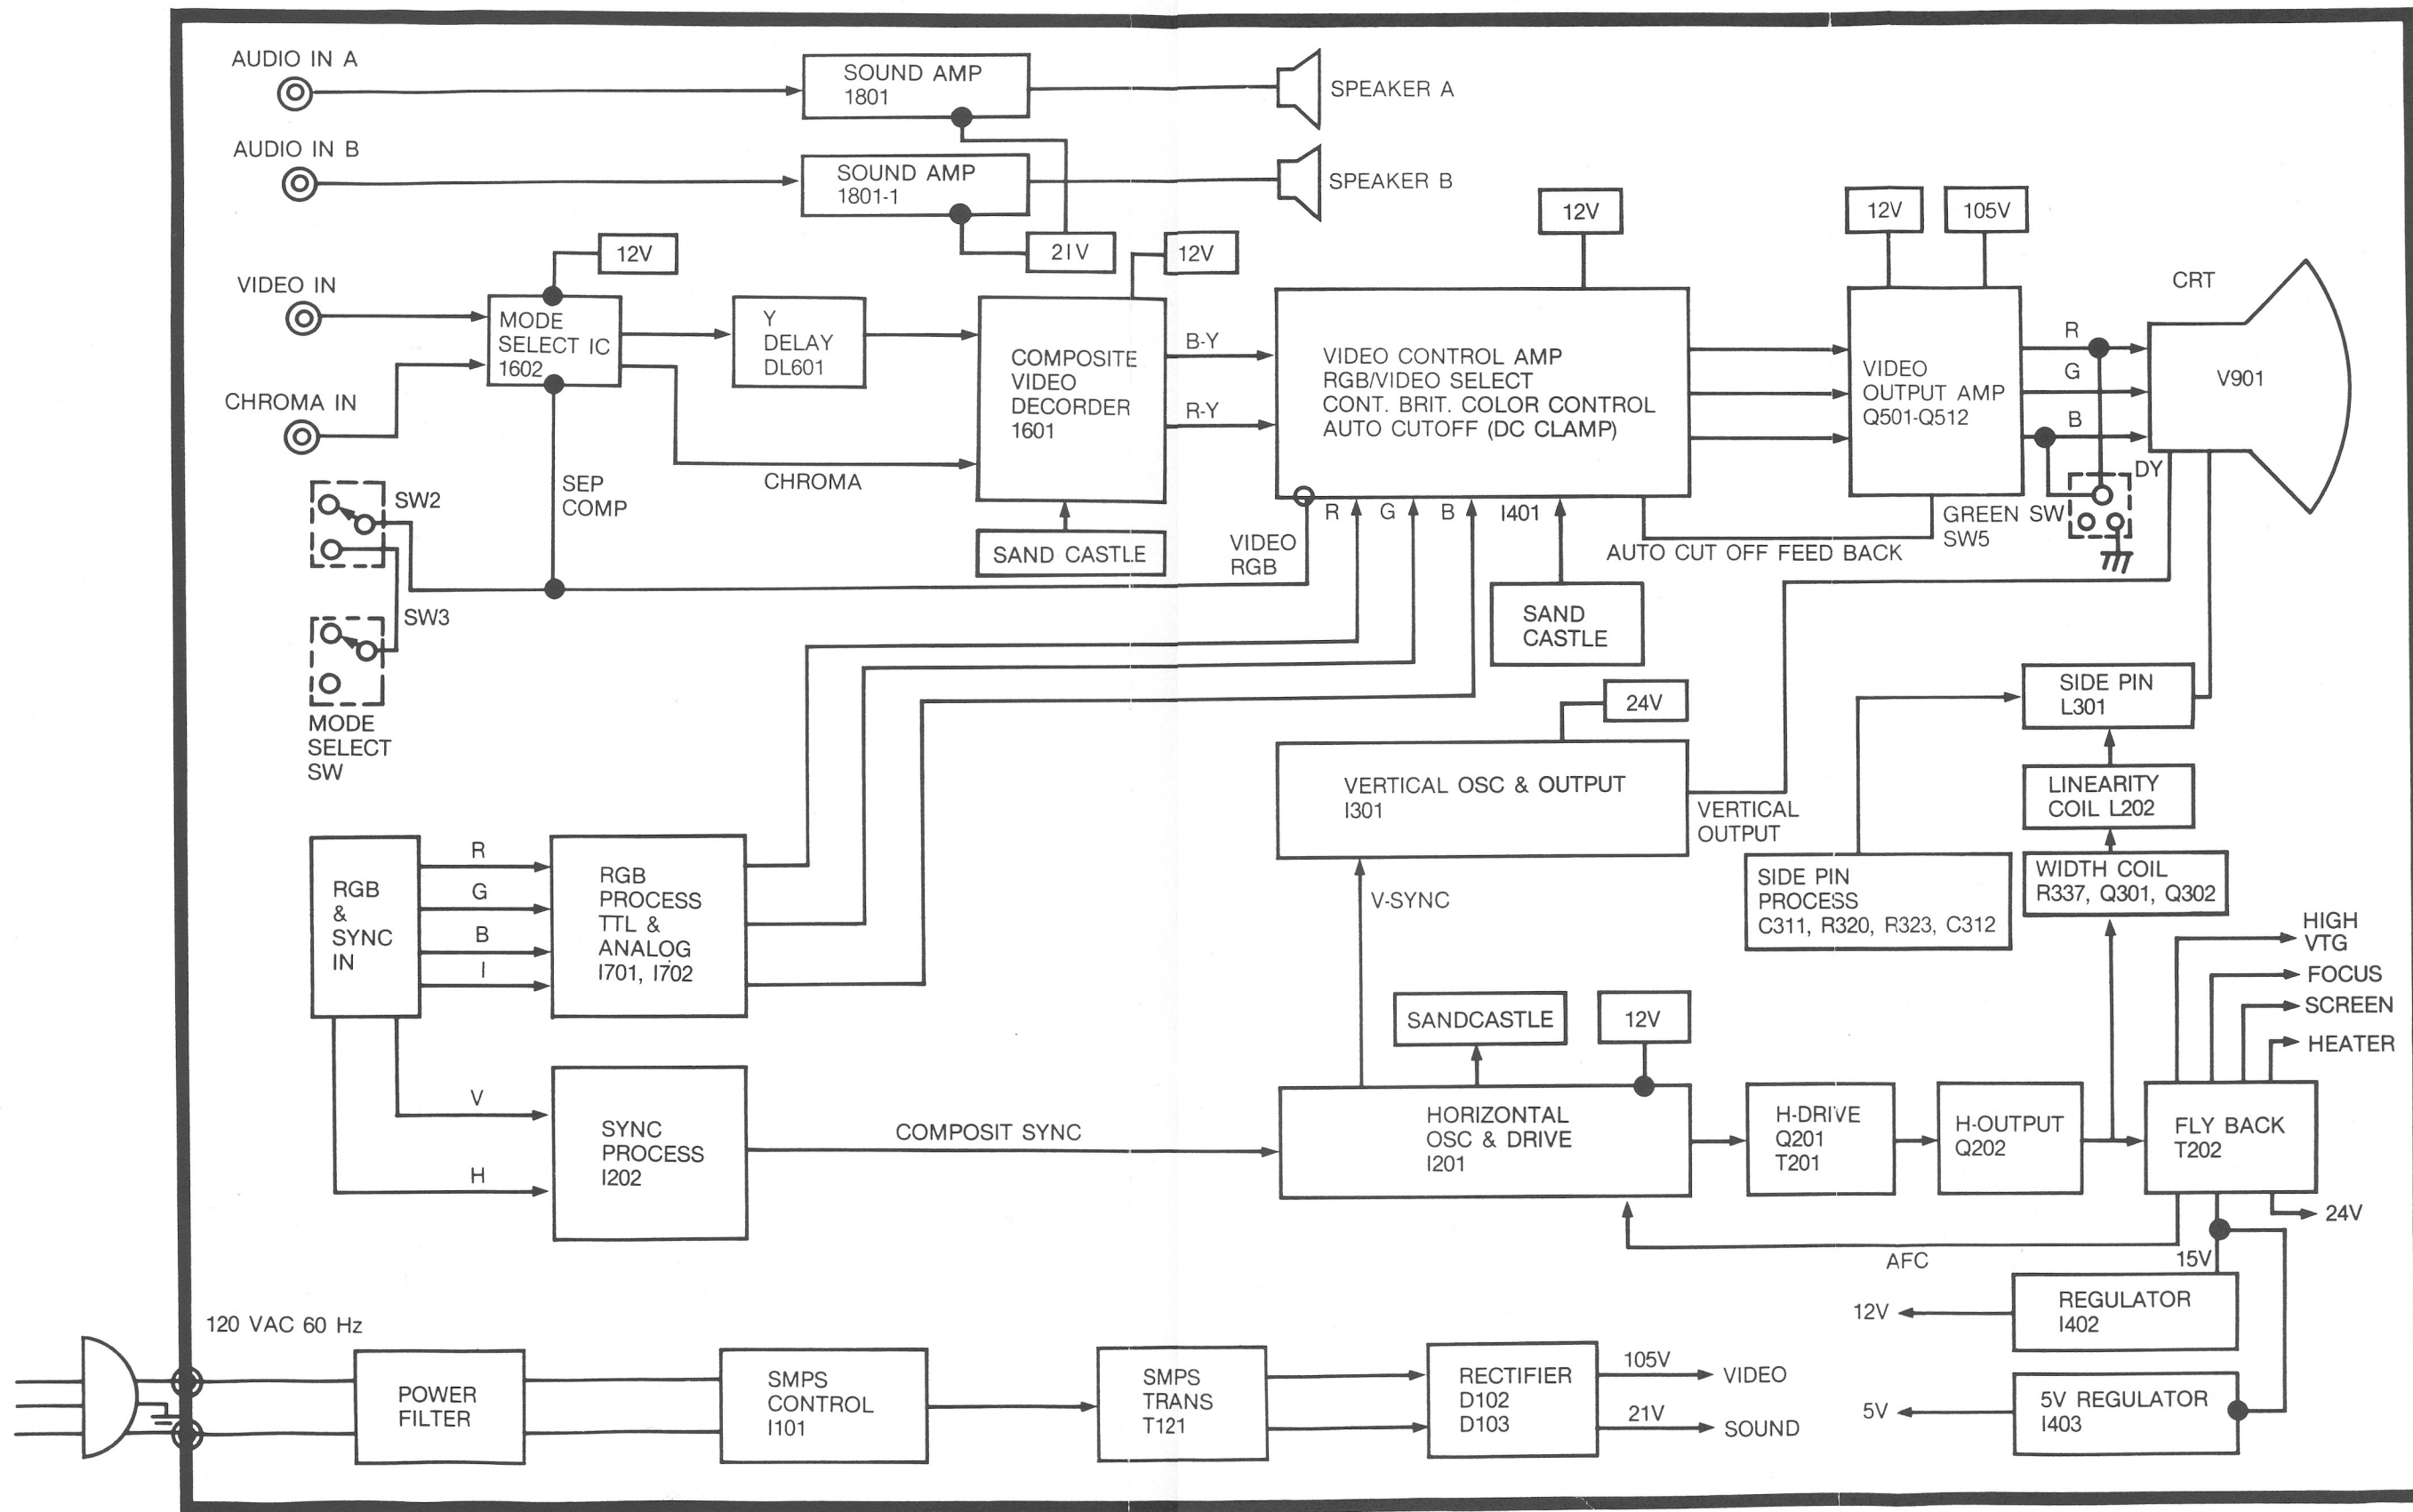 AUDIO IN A
SOUND AMP
1801
SPEAKER A
AUDIO IN B
SOUND AMP
1801-1
SPEAKER B
12V
21V
12V
12V
12V
105V
VIDEO IN
CHROMA IN
MODE
SELECT IC
1602
Y
DELAY
DL601
COMPOSITE
VIDEO
DECORDER
1601
B-Y
R-Y
VIDEO CONTROL AMP
RGB/VIDEO SELECT
CONT. BRIT. COLOR CONTROL
AUTO CUTOFF (DC CLAMP)
VIDEO
OUTPUT AMP
Q501-Q512
R
G
B
CRT
V901
DY
SEP
COMP
CHROMA
SAND CASTLE
VIDEO
RGB
R
G
B
I401
AUTO CUT OFF FEED BACK
GREEN SW
SW5
SW2
SW3
MODE
SELECT
SW
SAND
CASTLE
24V
SIDE PIN
L301
VERTICAL OSC & OUTPUT
I301
VERTICAL
OUTPUT
LINEARITY
COIL L202
WIDTH COIL
R337, Q301, Q302
SIDE PIN
PROCESS
C311, R320, R323, C312
RGB
&
SYNC
IN
R
G
B
I
RGB
PROCESS
TTL &
ANALOG
I701, I702
V-SYNC
HIGH
VTG
FOCUS
SCREEN
HEATER
SANDCASTLE
12V
V
H
SYNC
PROCESS
I202
COMPOSIT SYNC
HORIZONTAL
OSC & DRIVE
I201
H-DRIVE
Q201
T201
H-OUTPUT
Q202
FLY BACK
T202
24V
AFC
15V
REGULATOR
I402
12V
5V REGULATOR
I403
5V
120 VAC 60 Hz
POWER
FILTER
SMPS
CONTROL
I101
SMPS
TRANS
T121
RECTIFIER
D102
D103
105V
VIDEO
21V
SOUND